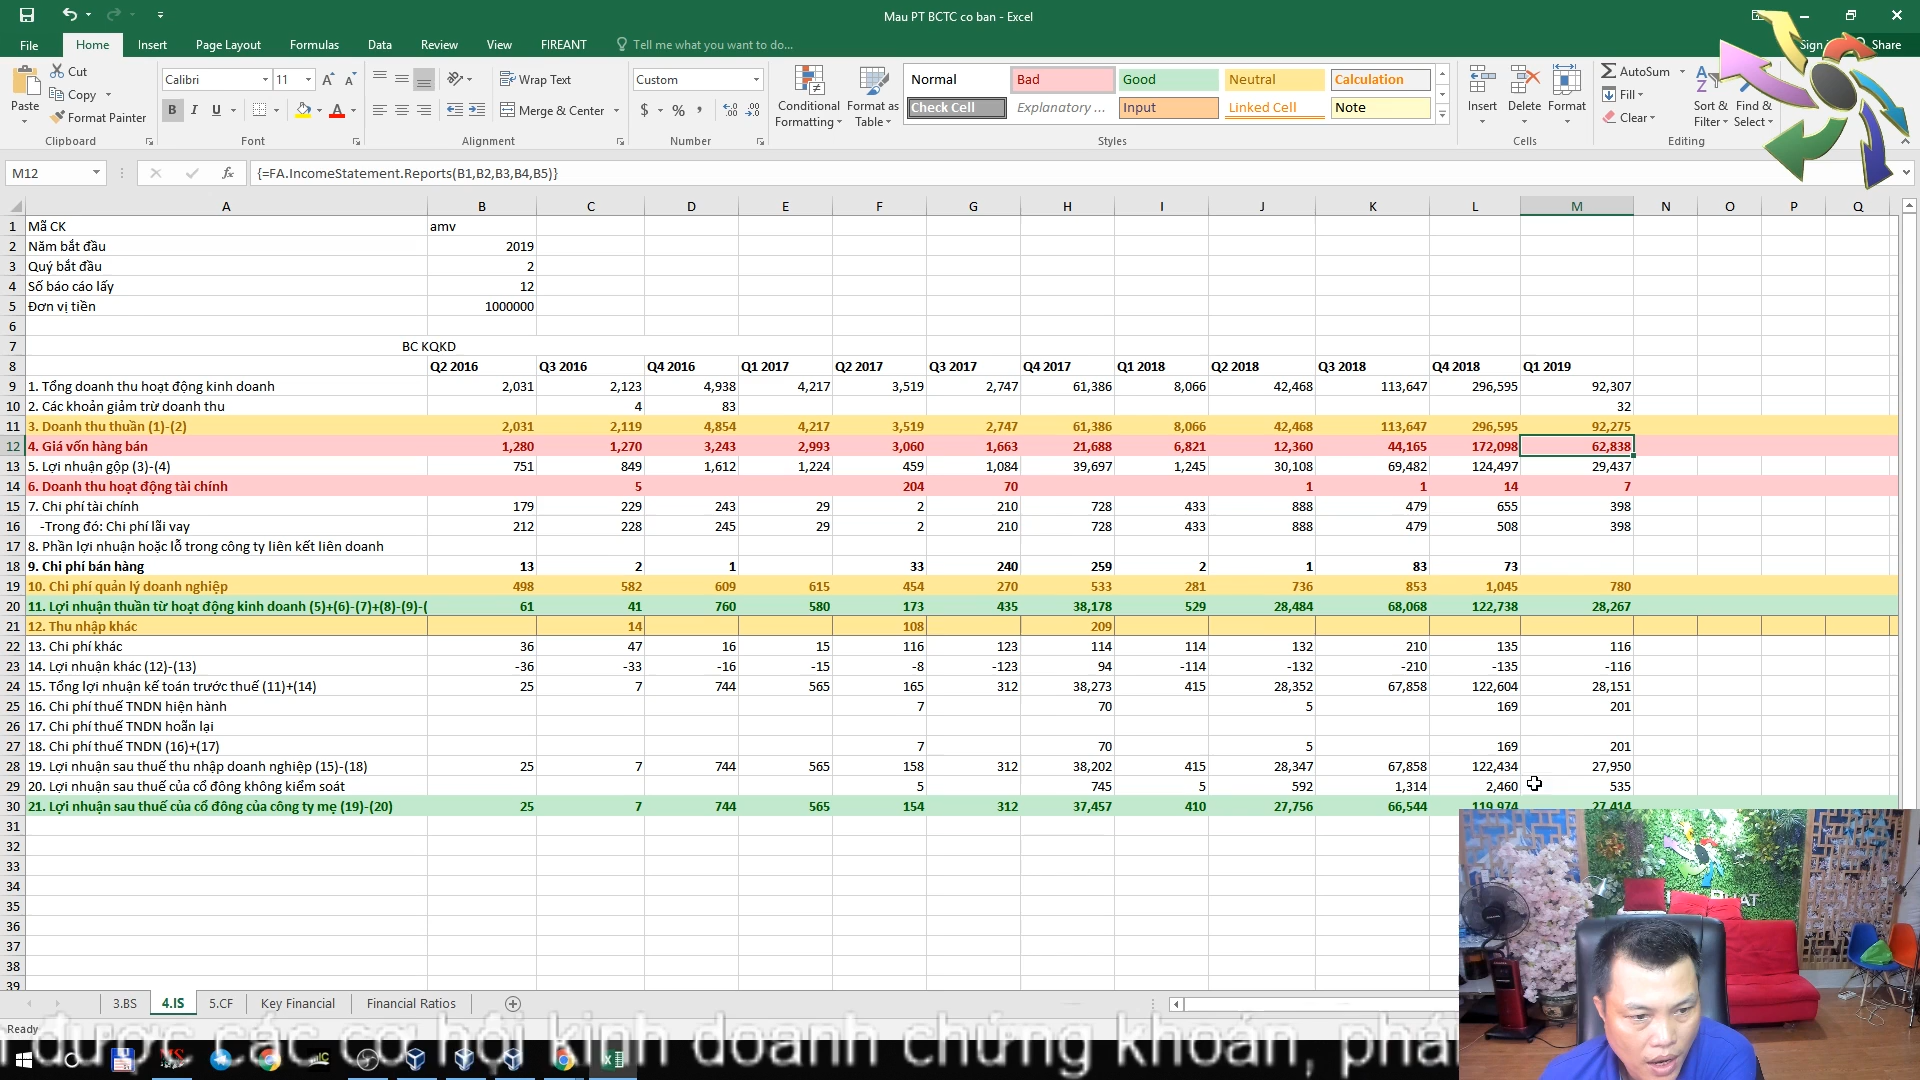 Mau PT BCTC co ban - Excel
File Home Insert Page Layout Formulas Data Review View FIREANT Tell me what you want to do... Share
Paste Cut Copy Format Painter Clipboard
Calibri 11 B I U Font
Wrap Text Merge & Center Alignment
Custom $ % Number
Conditional Formatting Format as Table
Normal Bad Good Neutral Calculation
Check Cell Explanatory ... Input Linked Cell Note
Styles
Insert Delete Format Cells
AutoSum Fill Clear Sort & Filter Find & Select Editing
M12 fx {=FA.IncomeStatement.Reports(B1,B2,B3,B4,B5)}
A B C D E F G H I J K L M N O P Q
1 Mã CK amv
2 Năm bắt đầu 2019
3 Quý bắt đầu 2
4 Số báo cáo lấy 12
5 Đơn vị tiền 1000000
6
7 BC KQKD
8 Q2 2016 Q3 2016 Q4 2016 Q1 2017 Q2 2017 Q3 2017 Q4 2017 Q1 2018 Q2 2018 Q3 2018 Q4 2018 Q1 2019
9 1. Tổng doanh thu hoạt động kinh doanh 2,031 2,123 4,938 4,217 3,519 2,747 61,386 8,066 42,468 113,647 296,595 92,307
10 2. Các khoản giảm trừ doanh thu 4 83 32
11 3. Doanh thu thuần (1)-(2) 2,031 2,119 4,854 4,217 3,519 2,747 61,386 8,066 42,468 113,647 296,595 92,275
12 4. Giá vốn hàng bán 1,280 1,270 3,243 2,993 3,060 1,663 21,688 6,821 12,360 44,165 172,098 62,838
13 5. Lợi nhuận gộp (3)-(4) 751 849 1,612 1,224 459 1,084 39,697 1,245 30,108 69,482 124,497 29,437
14 6. Doanh thu hoạt động tài chính 5 204 70 1 1 14 7
15 7. Chi phí tài chính 179 229 243 29 2 210 728 433 888 479 655 398
16 -Trong đó: Chi phí lãi vay 212 228 245 29 2 210 728 433 888 479 508 398
17 8. Phần lợi nhuận hoặc lỗ trong công ty liên kết liên doanh
18 9. Chi phí bán hàng 13 2 1 33 240 259 2 1 83 73
19 10. Chi phí quản lý doanh nghiệp 498 582 609 615 454 270 533 281 736 853 1,045 780
20 11. Lợi nhuận thuần từ hoạt động kinh doanh (5)+(6)-(7)+(8)-(9)-( 61 41 760 580 173 435 38,178 529 28,484 68,068 122,738 28,267
21 12. Thu nhập khác 14 108 209
22 13. Chi phí khác 36 47 16 15 116 123 114 114 132 210 135 116
23 14. Lợi nhuận khác (12)-(13) -36 -33 -16 -15 -8 -123 94 -114 -132 -210 -135 -116
24 15. Tổng lợi nhuận kế toán trước thuế (11)+(14) 25 7 744 565 165 312 38,273 415 28,352 67,858 122,604 28,151
25 16. Chi phí thuế TNDN hiện hành 7 70 5 169 201
26 17. Chi phí thuế TNDN hoãn lại
27 18. Chi phí thuế TNDN (16)+(17) 7 70 5 169 201
28 19. Lợi nhuận sau thuế thu nhập doanh nghiệp (15)-(18) 25 7 744 565 158 312 38,202 415 28,347 67,858 122,434 27,950
29 20. Lợi nhuận sau thuế của cổ đông không kiểm soát 5 745 5 592 1,314 2,460 535
30 21. Lợi nhuận sau thuế của cổ đông của công ty mẹ (19)-(20) 25 7 744 565 154 312 37,457 410 27,756 66,544 119,974 27,414
31
32
33
34
35
36
37
38
39
3.BS 4.IS 5.CF Key Financial Financial Ratios
Ready
được các cơ hội kinh doanh chứng khoán,